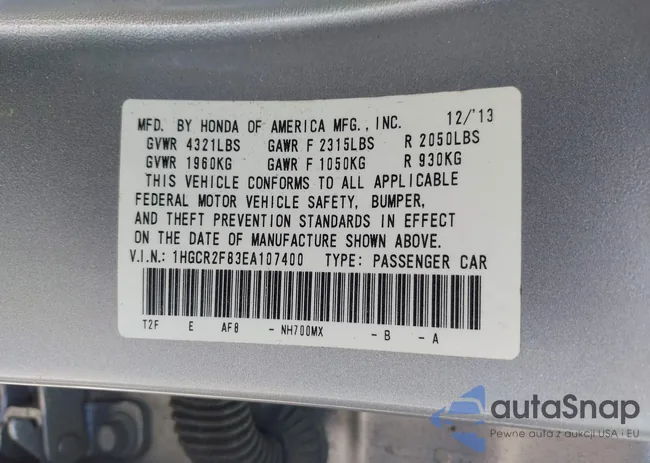 MFD. BY HONDA OF AMERICA MFG., INC. 12/'13
GVWR 4321LBS GAWR F 2315LBS R 2050LBS
GVWR 1960KG GAWR F 1050KG R 930KG
THIS VEHICLE CONFORMS TO ALL APPLICABLE
FEDERAL MOTOR VEHICLE SAFETY, BUMPER,
AND THEFT PREVENTION STANDARDS IN EFFECT
ON THE DATE OF MANUFACTURE SHOWN ABOVE.
V.I.N.: 1HGCR2F83EA107400 TYPE: PASSENGER CAR
T2F E AF8 - NH700MX - B - A
autaSnap
Pewne auta z aukcji USA i EU